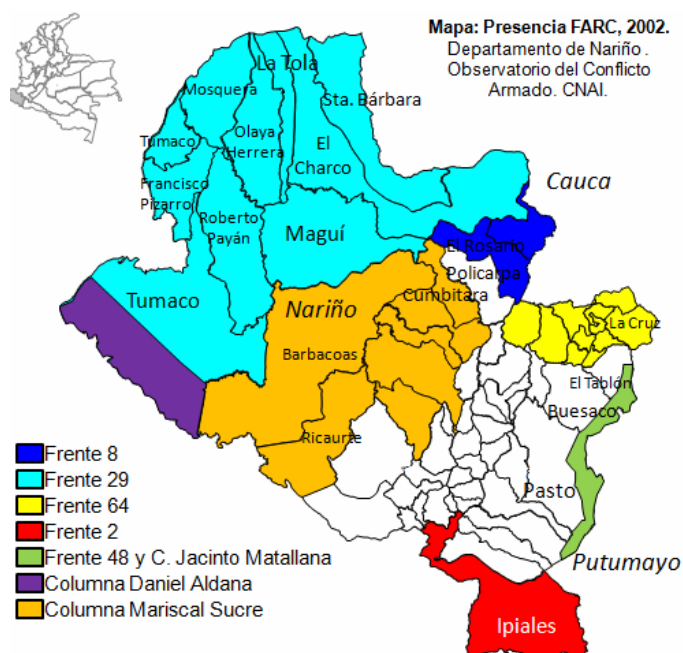 Mapa: Presencia FARC, 2002.
Departamento de Nariño .
Observatorio del Conflicto
Armado. CNAI.
La Tola
Mosquera
Sta. Bárbara
Tumaco
Olaya
Herrera
El
Charco
Francisco
Pizarro
Cauca
Roberto
Payán
Maguí
El Rosario
Policarpa
Tumaco
Nariño
Cumbitara
La Cruz
Barbacoas
El Tablón
Buesaco
Ricaurte
Pasto
Putumayo
Ipiales
Frente 8
Frente 29
Frente 64
Frente 2
Frente 48 y C. Jacinto Matallana
Columna Daniel Aldana
Columna Mariscal Sucre